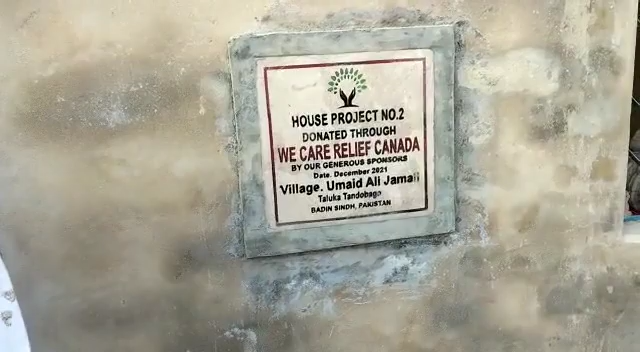 HOUSE PROJECT NO.2
DONATED THROUGH
WE CARE RELIEF CANADA
BY OUR GENEROUS SPONSORS
Date. December 2021
Village. Umaid Ali Jamali
Taluka Tandobago
BADIN SINDH, PAKISTAN